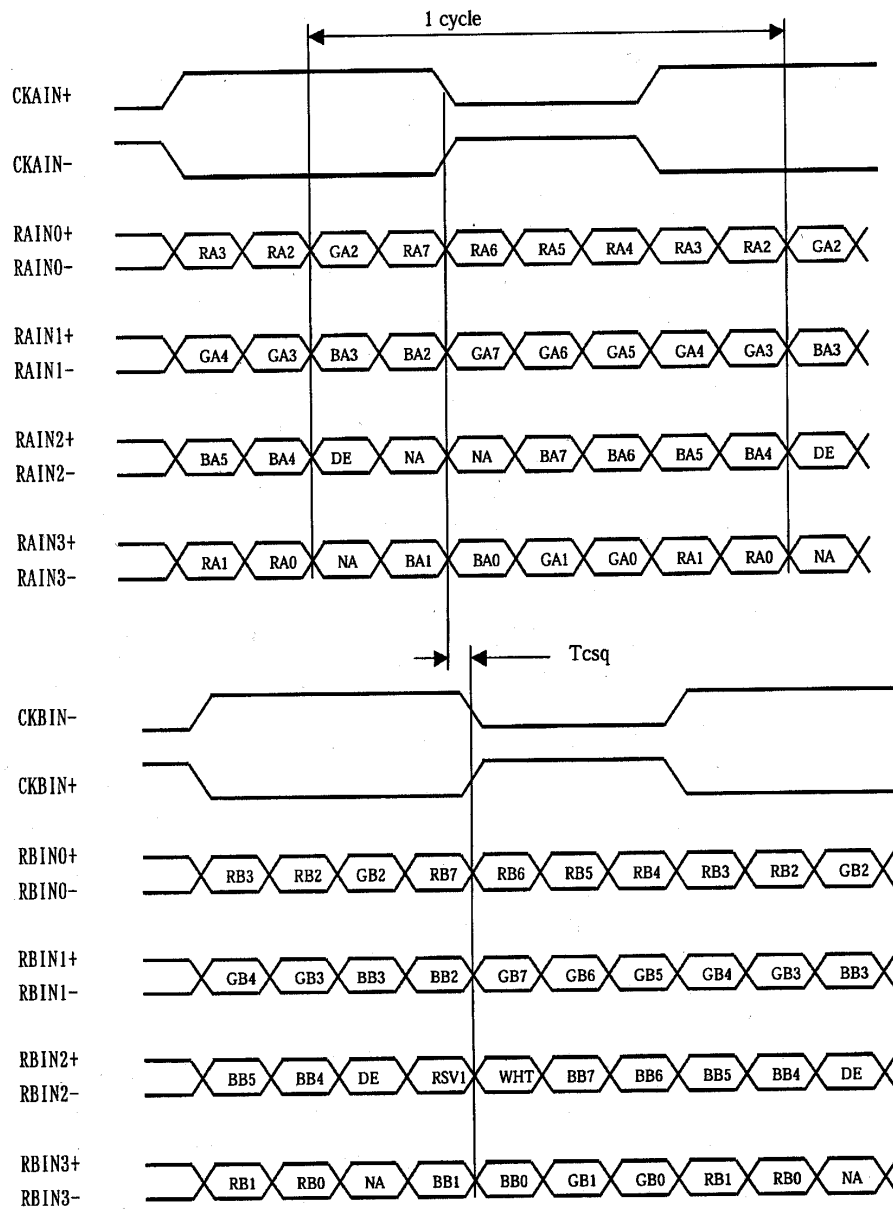 1 cycle
CKAIN+
CKAIN-
RAIN0+
RA3 RA2 GA2 RA7 RA6 RA5 RA4 RA3 RA2 GA2
RAIN0-
RAIN1+
GA4 GA3 BA3 BA2 GA7 GA6 GA5 GA4 GA3 BA3
RAIN1-
RAIN2+
BA5 BA4 DE NA NA BA7 BA6 BA5 BA4 DE
RAIN2-
RAIN3+
RA1 RA0 NA BA1 BA0 GA1 GA0 RA1 RA0 NA
RAIN3-
Tcsq
CKBIN-
CKBIN+
RBIN0+
RB3 RB2 GB2 RB7 RB6 RB5 RB4 RB3 RB2 GB2
RBIN0-
RBIN1+
GB4 GB3 BB3 BB2 GB7 GB6 GB5 GB4 GB3 BB3
RBIN1-
RBIN2+
BB5 BB4 DE RSV1 WHT BB7 BB6 BB5 BB4 DE
RBIN2-
RBIN3+
RB1 RB0 NA BB1 BB0 GB1 GB0 RB1 RB0 NA
RBIN3-